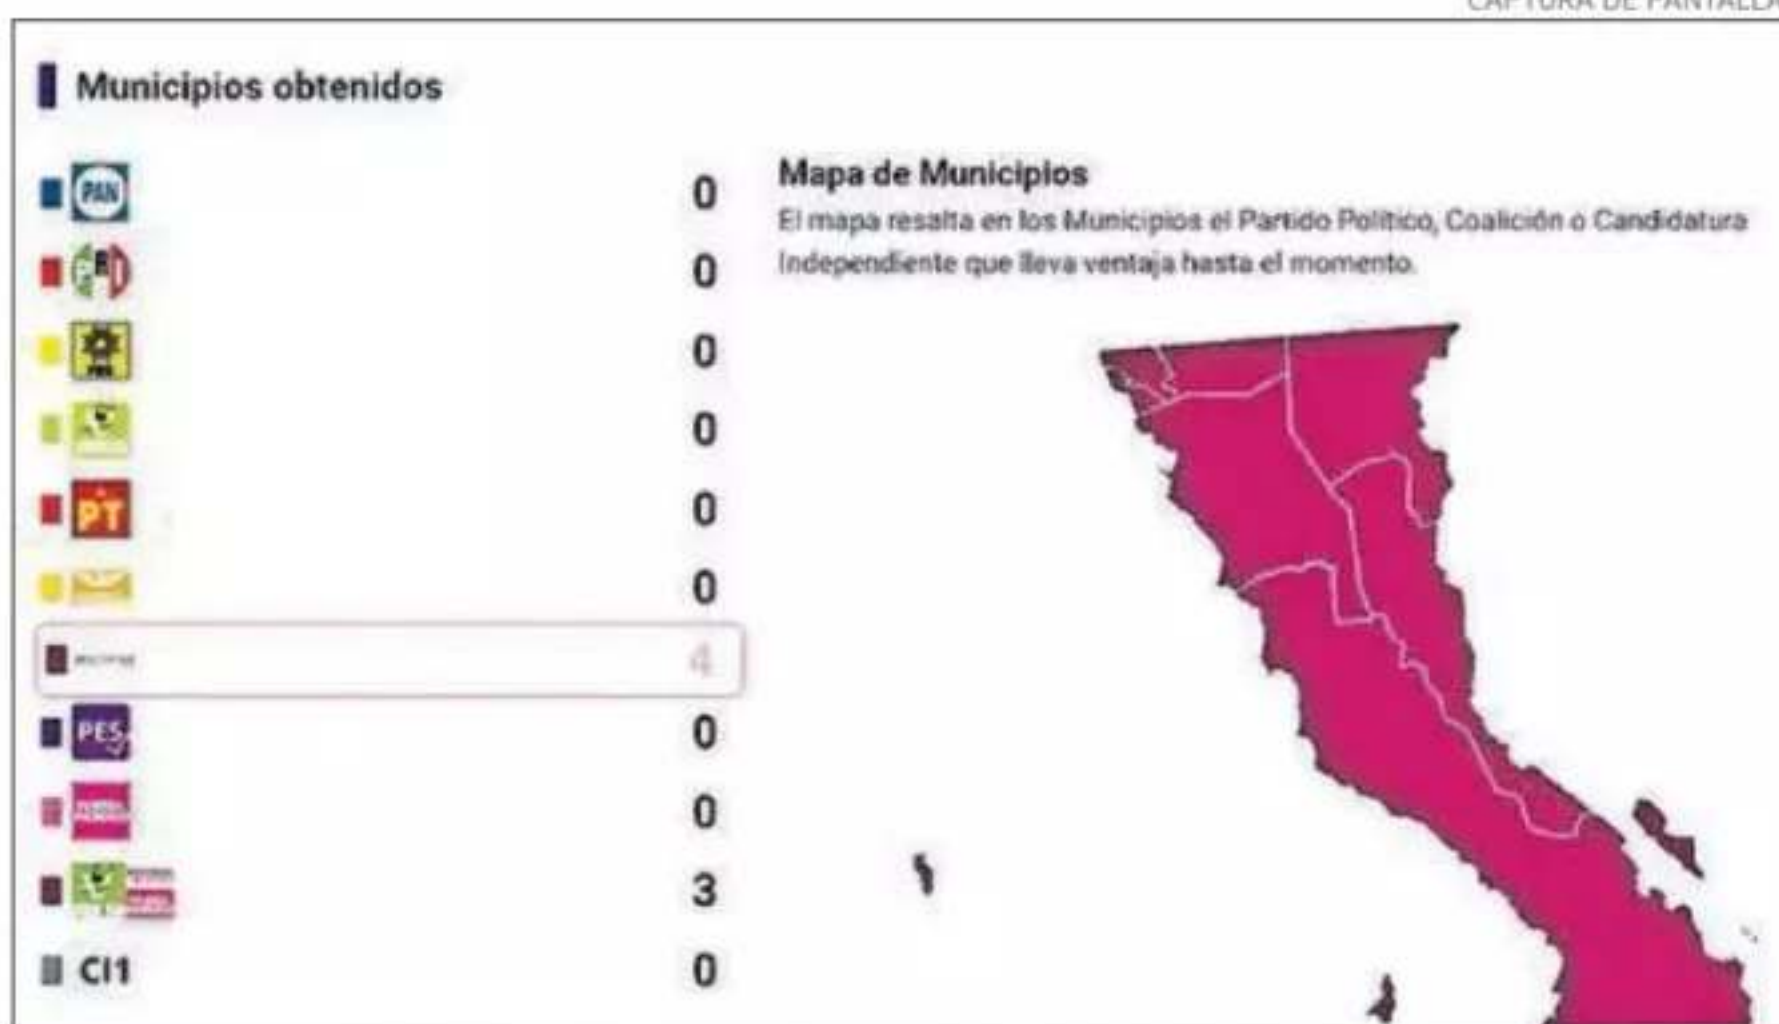 CAPTURA DE PANTALLA
Municipios obtenidos
PAN 0
PRD 0
0
0
PT 0
0
4
PES 0
0
3
CI1 0
Mapa de Municipios
El mapa resalta en los Municipios el Partido Político, Coalición o Candidatura
Independiente que lleva ventaja hasta el momento.